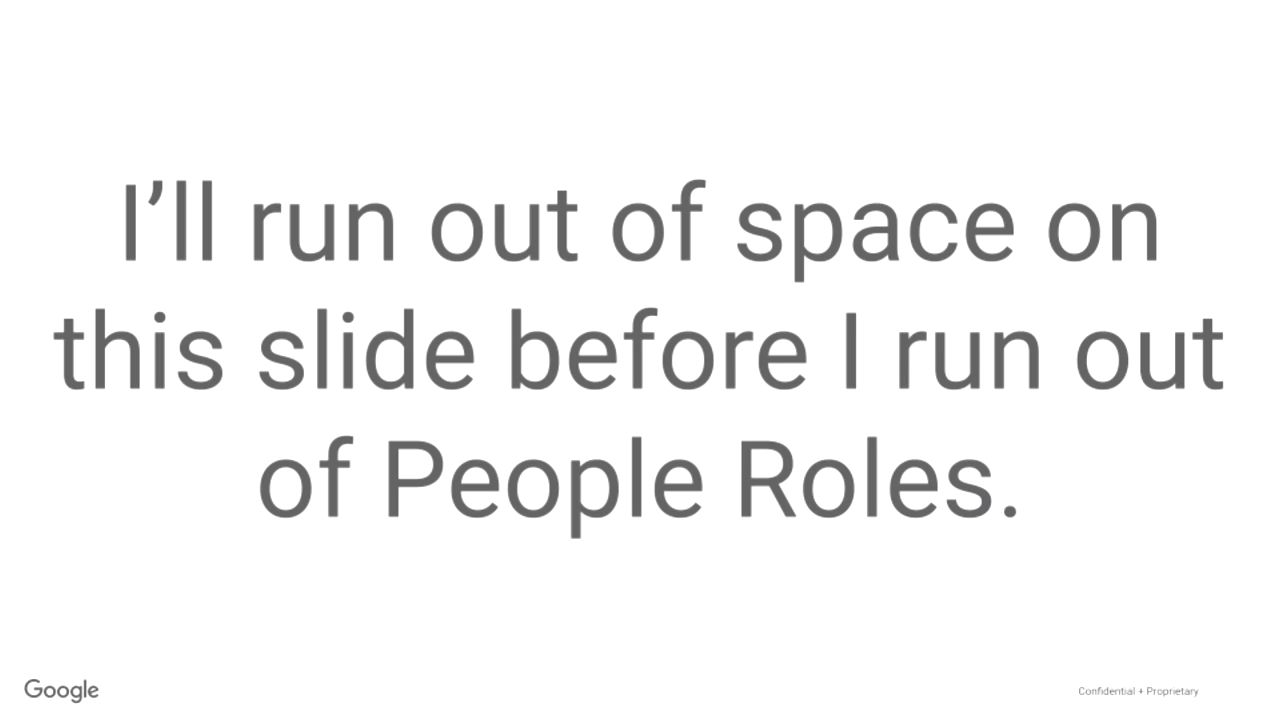 I’ll run out of space on
this slide before I run out
of People Roles.
Google
Confidential + Proprietary